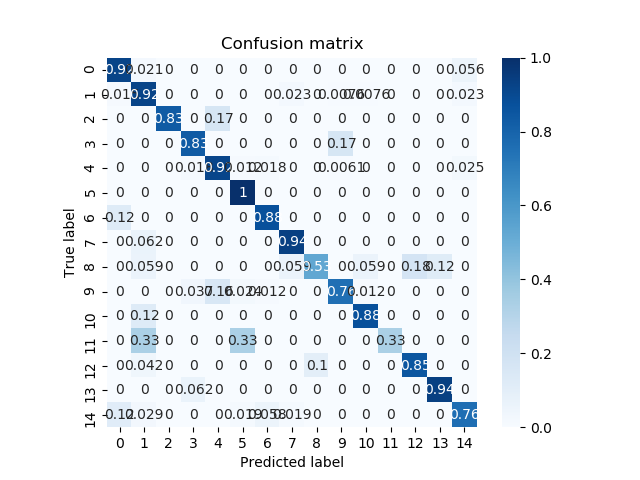 Confusion matrix
0 0.92 0.021 0 0 0 0 0 0 0 0 0 0 0 0 0.056
1 0.92 0 0 0 0 0 0.023 0 0.0076 0.0076 0 0 0 0.023
2 0 0 0.83 0 0.17 0 0 0 0 0 0 0 0 0 0
3 0 0 0 0.83 0 0 0 0 0 0.17 0 0 0 0 0
4 0 0 0 0.012 0.018 0 0 0.0061 0 0 0 0 0.025
5 0 0 0 0 0 1 0 0 0 0 0 0 0 0 0
6 0.12 0 0 0 0 0 0.88 0 0 0 0 0 0 0 0
7 0 0.062 0 0 0 0 0 0.94 0 0 0 0 0 0 0
8 0 0.059 0 0 0 0 0 0.059 0.53 0 0.059 0 0.18 0.12 0
9 0 0 0 0.037 0.16 0.024 0.012 0 0 0.76 0.012 0 0 0 0
10 0 0.12 0 0 0 0 0 0 0 0 0.88 0 0 0 0
11 0 0.33 0 0 0 0.33 0 0 0 0 0 0.33 0 0 0
12 0 0.042 0 0 0 0 0 0 0.1 0 0 0 0.85 0 0
13 0 0 0 0.062 0 0 0 0 0 0 0 0 0 0.94 0
14 0.12 0.029 0 0 0 0.019 0.058 0.019 0 0 0 0 0 0 0.76
0 1 2 3 4 5 6 7 8 9 10 11 12 13 14
True label
Predicted label
1.0
0.8
0.6
0.4
0.2
0.0